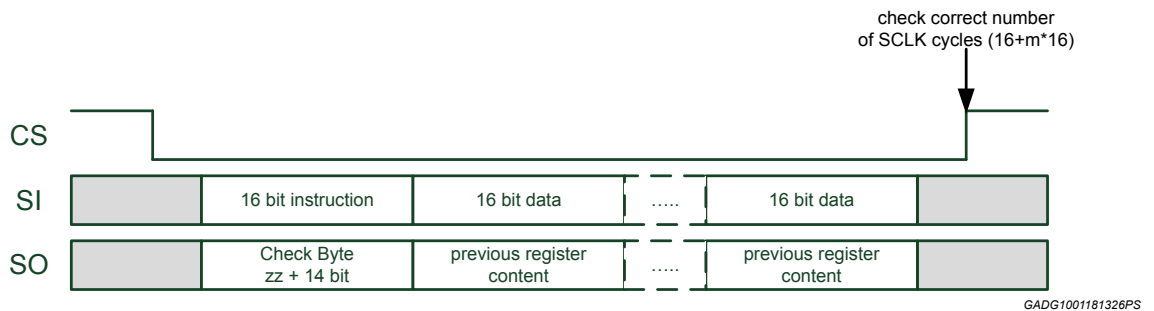 check correct number
of SCLK cycles (16+m*16)
CS
SI
16 bit instruction
16 bit data
.....
16 bit data
SO
Check Byte
zz + 14 bit
previous register
content
.....
previous register
content
GADG1001181326PS